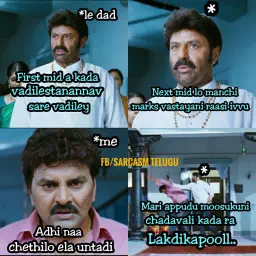 *le dad
First mid a kada
vadilestanannav
sare vadiley
*
Next mid lo manchi
marks vastayani raasi ivvu
*me
Adhi naa
chethilo ela untadi
FB/SARCASM TELUGU
*
Mari appudu moosukuni
chadavali kada ra
Lakdikapooll..